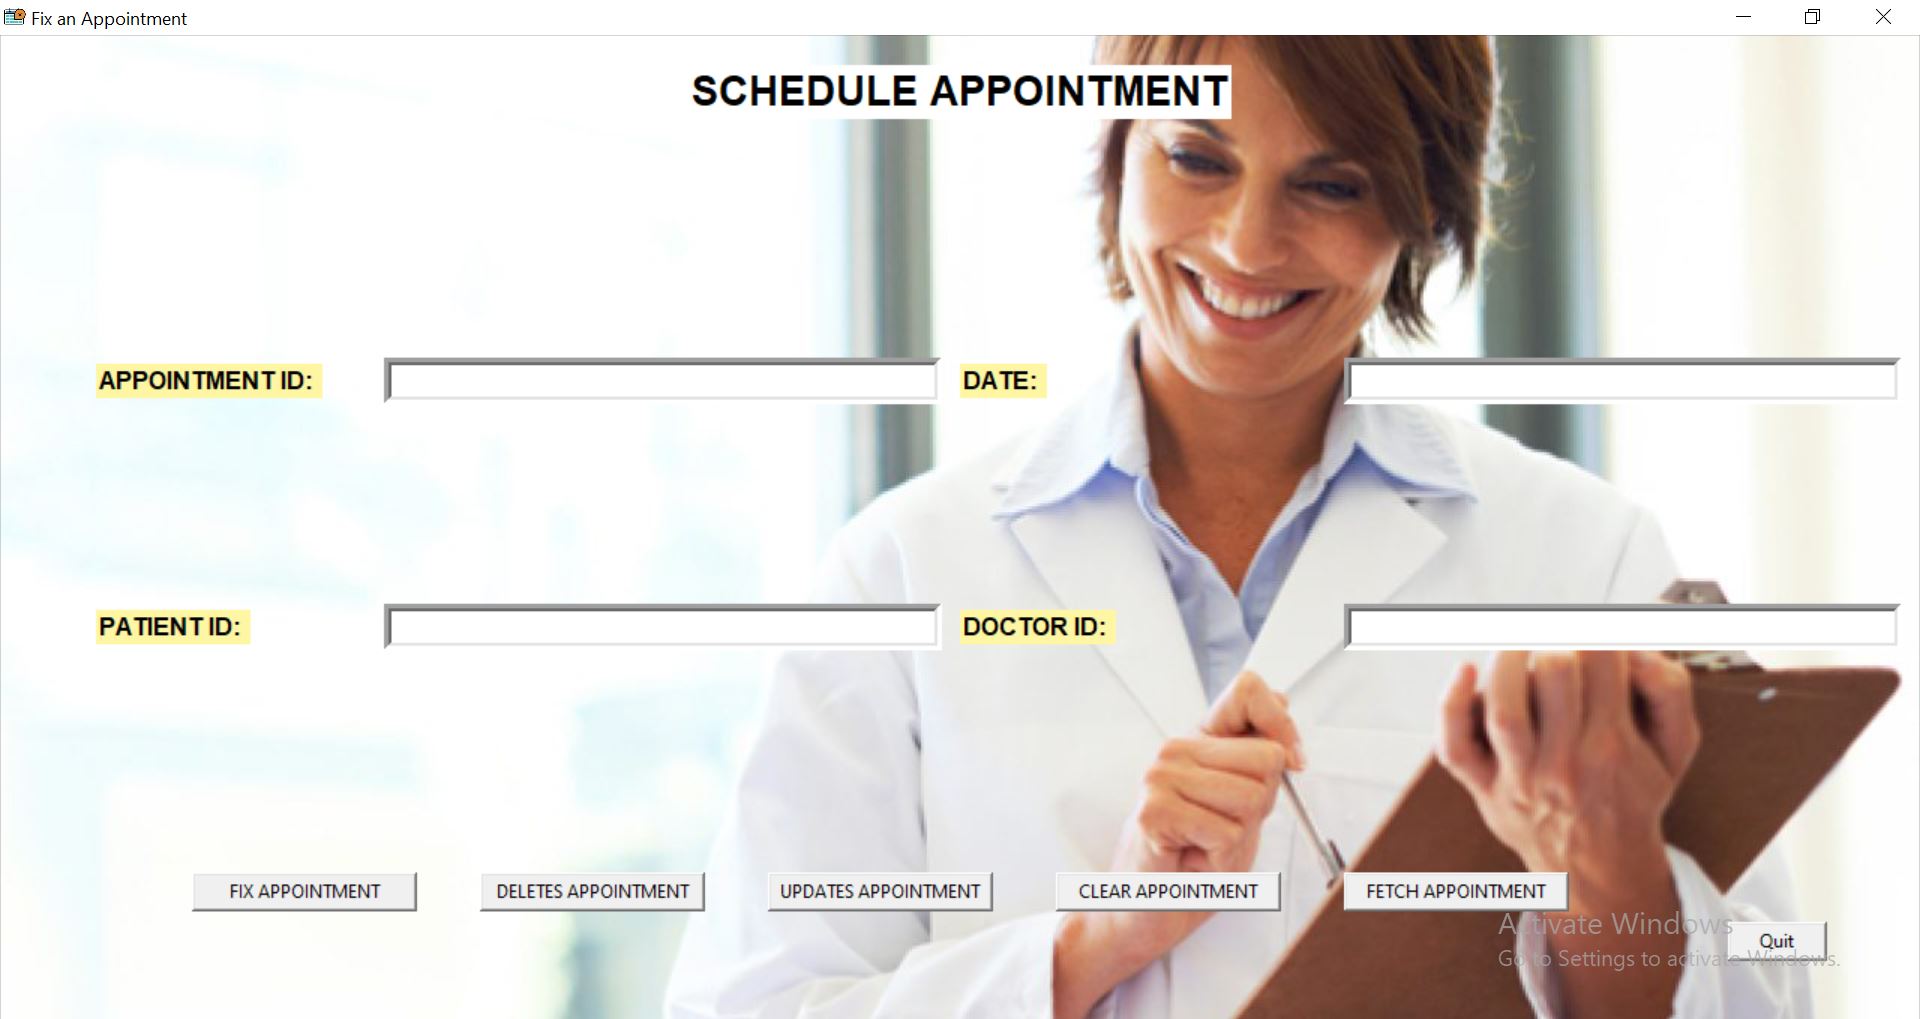 Fix an Appointment
SCHEDULE APPOINTMENT
APPOINTMENT ID:
DATE:
PATIENT ID:
DOCTOR ID:
FIX APPOINTMENT
DELETES APPOINTMENT
UPDATES APPOINTMENT
CLEAR APPOINTMENT
FETCH APPOINTMENT
Activate Windows
Quit
Go to Settings to activate Windows.